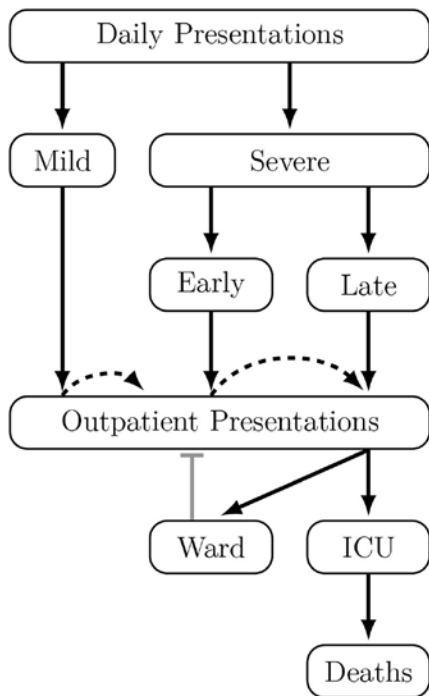 Daily Presentations
Mild
Severe
Early
Late
Outpatient Presentations
Ward
ICU
Deaths